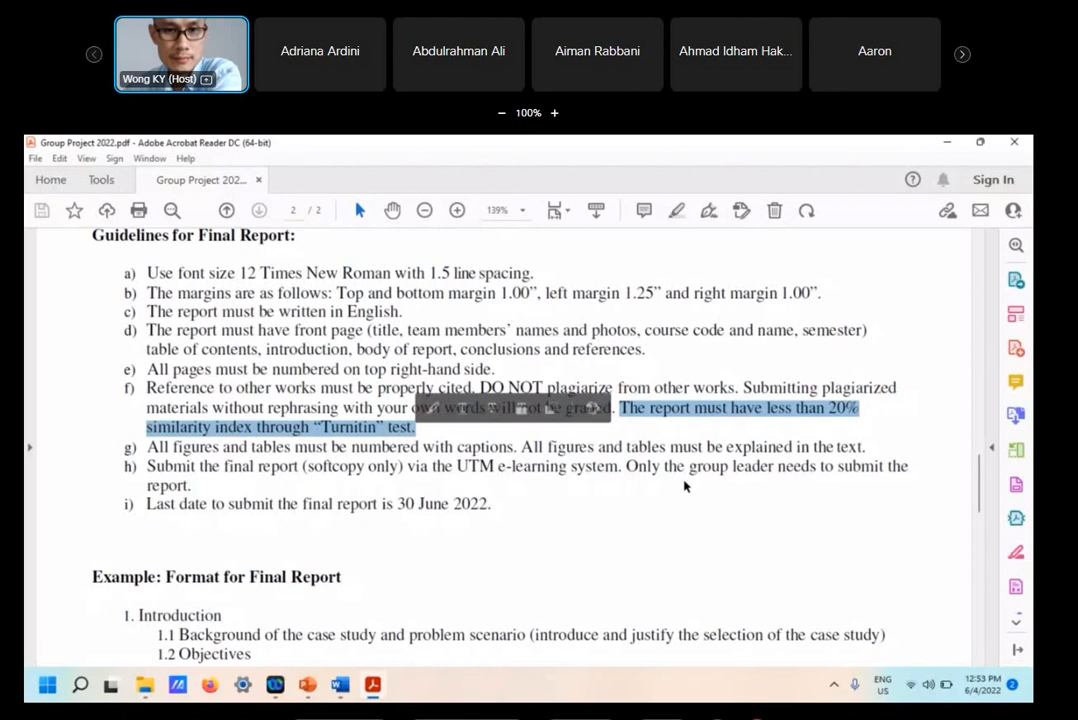 Adriana Ardini
Abdulrahman Ali
Aiman Rabbani
Ahmad Idham Hak...
Aaron
Wong KY (Host)
− 100% +
Group Project 2022.pdf - Adobe Acrobat Reader DC (64-bit)
File Edit View Sign Window Help
Home Tools Group Project 202... × Sign In
2 / 2 139%
Guidelines for Final Report:
a) Use font size 12 Times New Roman with 1.5 line spacing.
b) The margins are as follows: Top and bottom margin 1.00”, left margin 1.25” and right margin 1.00”.
c) The report must be written in English.
d) The report must have front page (title, team members’ names and photos, course code and name, semester)
table of contents, introduction, body of report, conclusions and references.
e) All pages must be numbered on top right-hand side.
f) Reference to other works must be properly cited. DO NOT plagiarize from other works. Submitting plagiarized
materials without rephrasing with your own words will not be graded. The report must have less than 20%
similarity index through “Turnitin” test.
g) All figures and tables must be numbered with captions. All figures and tables must be explained in the text.
h) Submit the final report (softcopy only) via the UTM e-learning system. Only the group leader needs to submit the
report.
i) Last date to submit the final report is 30 June 2022.
Example: Format for Final Report
1. Introduction
1.1 Background of the case study and problem scenario (introduce and justify the selection of the case study)
1.2 Objectives
ENG
US
12:53 PM
6/4/2022
2